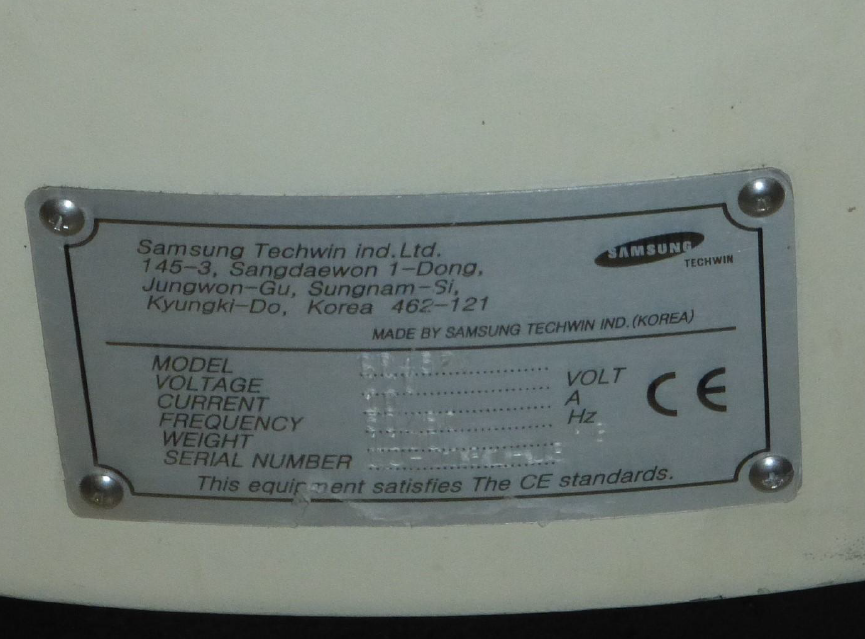 Samsung Techwin ind.Ltd.
145-3, Sangdaewon 1-Dong,
Jungwon-Gu, Sungnam-Si,
Kyungki-Do, Korea 462-121
SAMSUNG
TECHWIN
MADE BY SAMSUNG TECHWIN IND.(KOREA)
MODEL
VOLTAGE VOLT
CURRENT A
FREQUENCY Hz
WEIGHT
SERIAL NUMBER
CE
This equipment satisfies The CE standards.